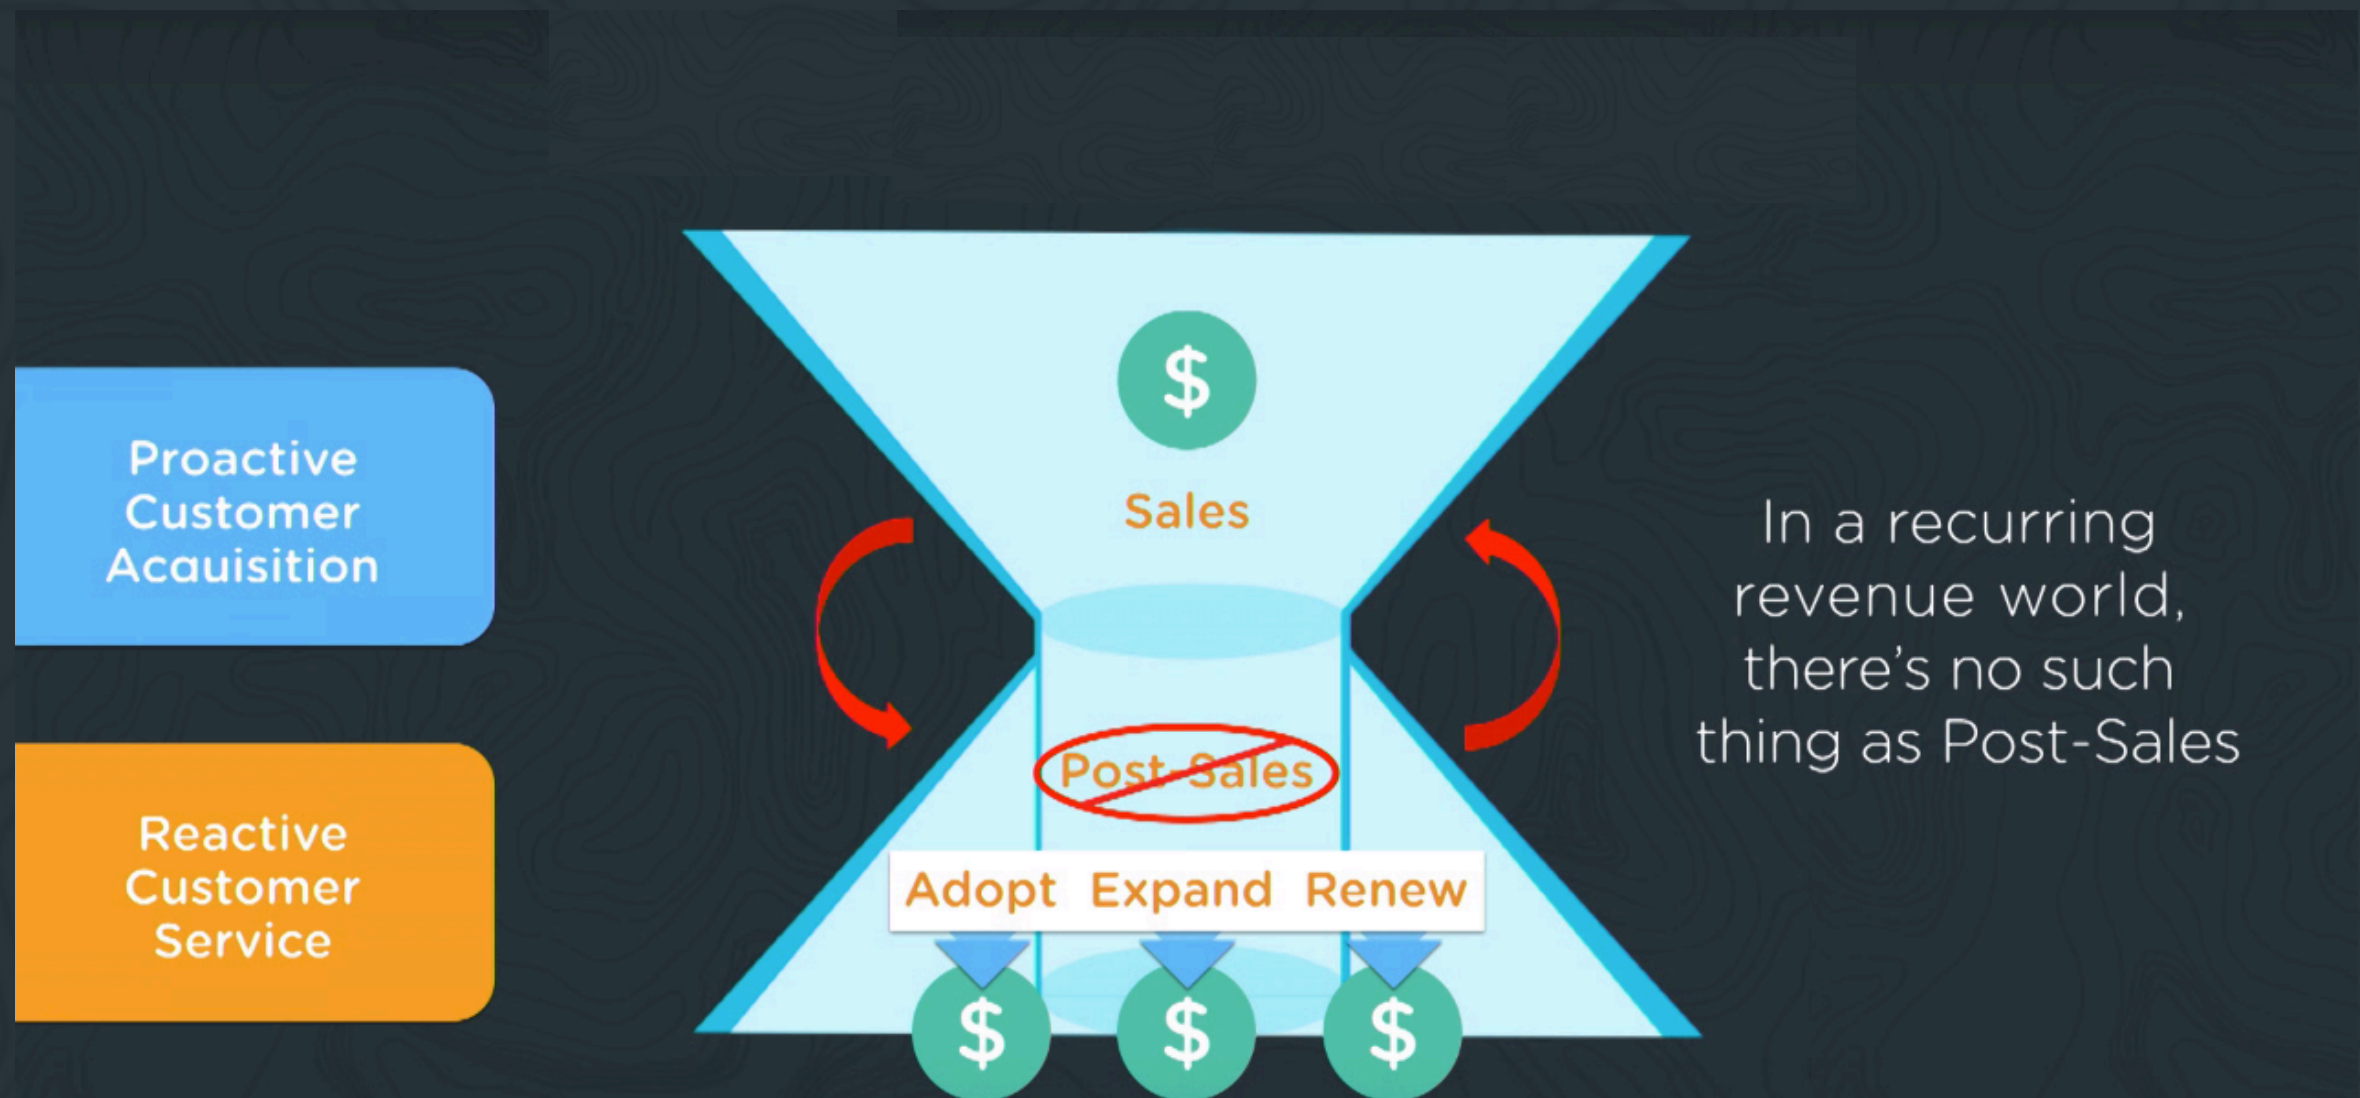 Proactive
Customer
Acauisition
Reactive
Customer
Service
$
Sales
Post-Sales
Adopt Expand Renew
$ $ $
In a recurring
revenue world,
there's no such
thing as Post-Sales